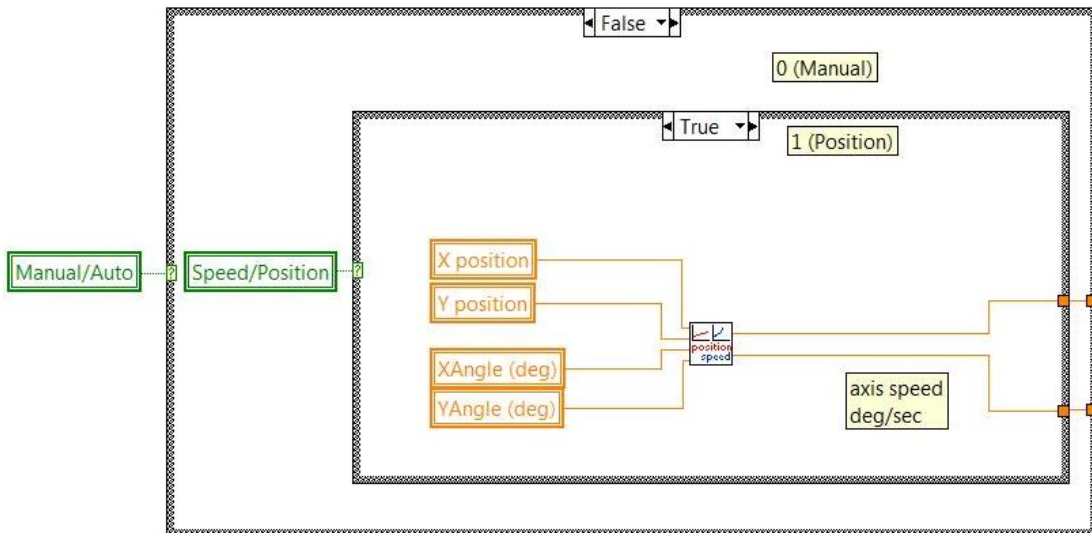 False
0 (Manual)
True
1 (Position)
X position
Manual/Auto
?
Speed/Position
?
Y position
position
speed
XAngle (deg)
YAngle (deg)
axis speed
deg/sec